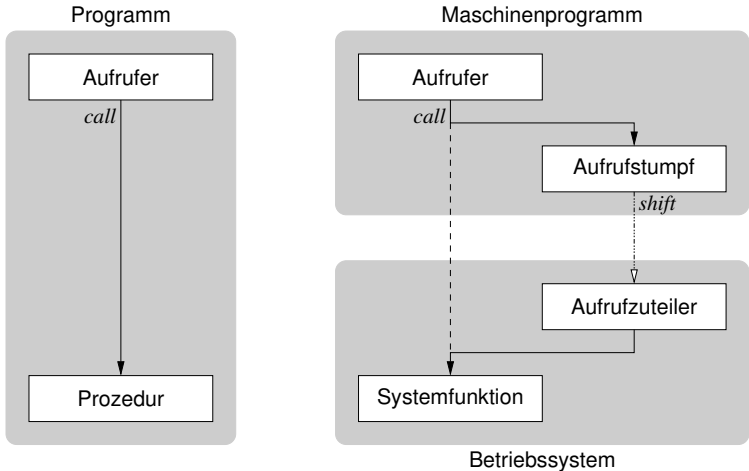 Programm
Aufrufer
call
Prozedur
Maschinenprogramm
Aufrufer
call
Aufrufstumpf
shift
Aufrufzuteiler
Systemfunktion
Betriebssystem